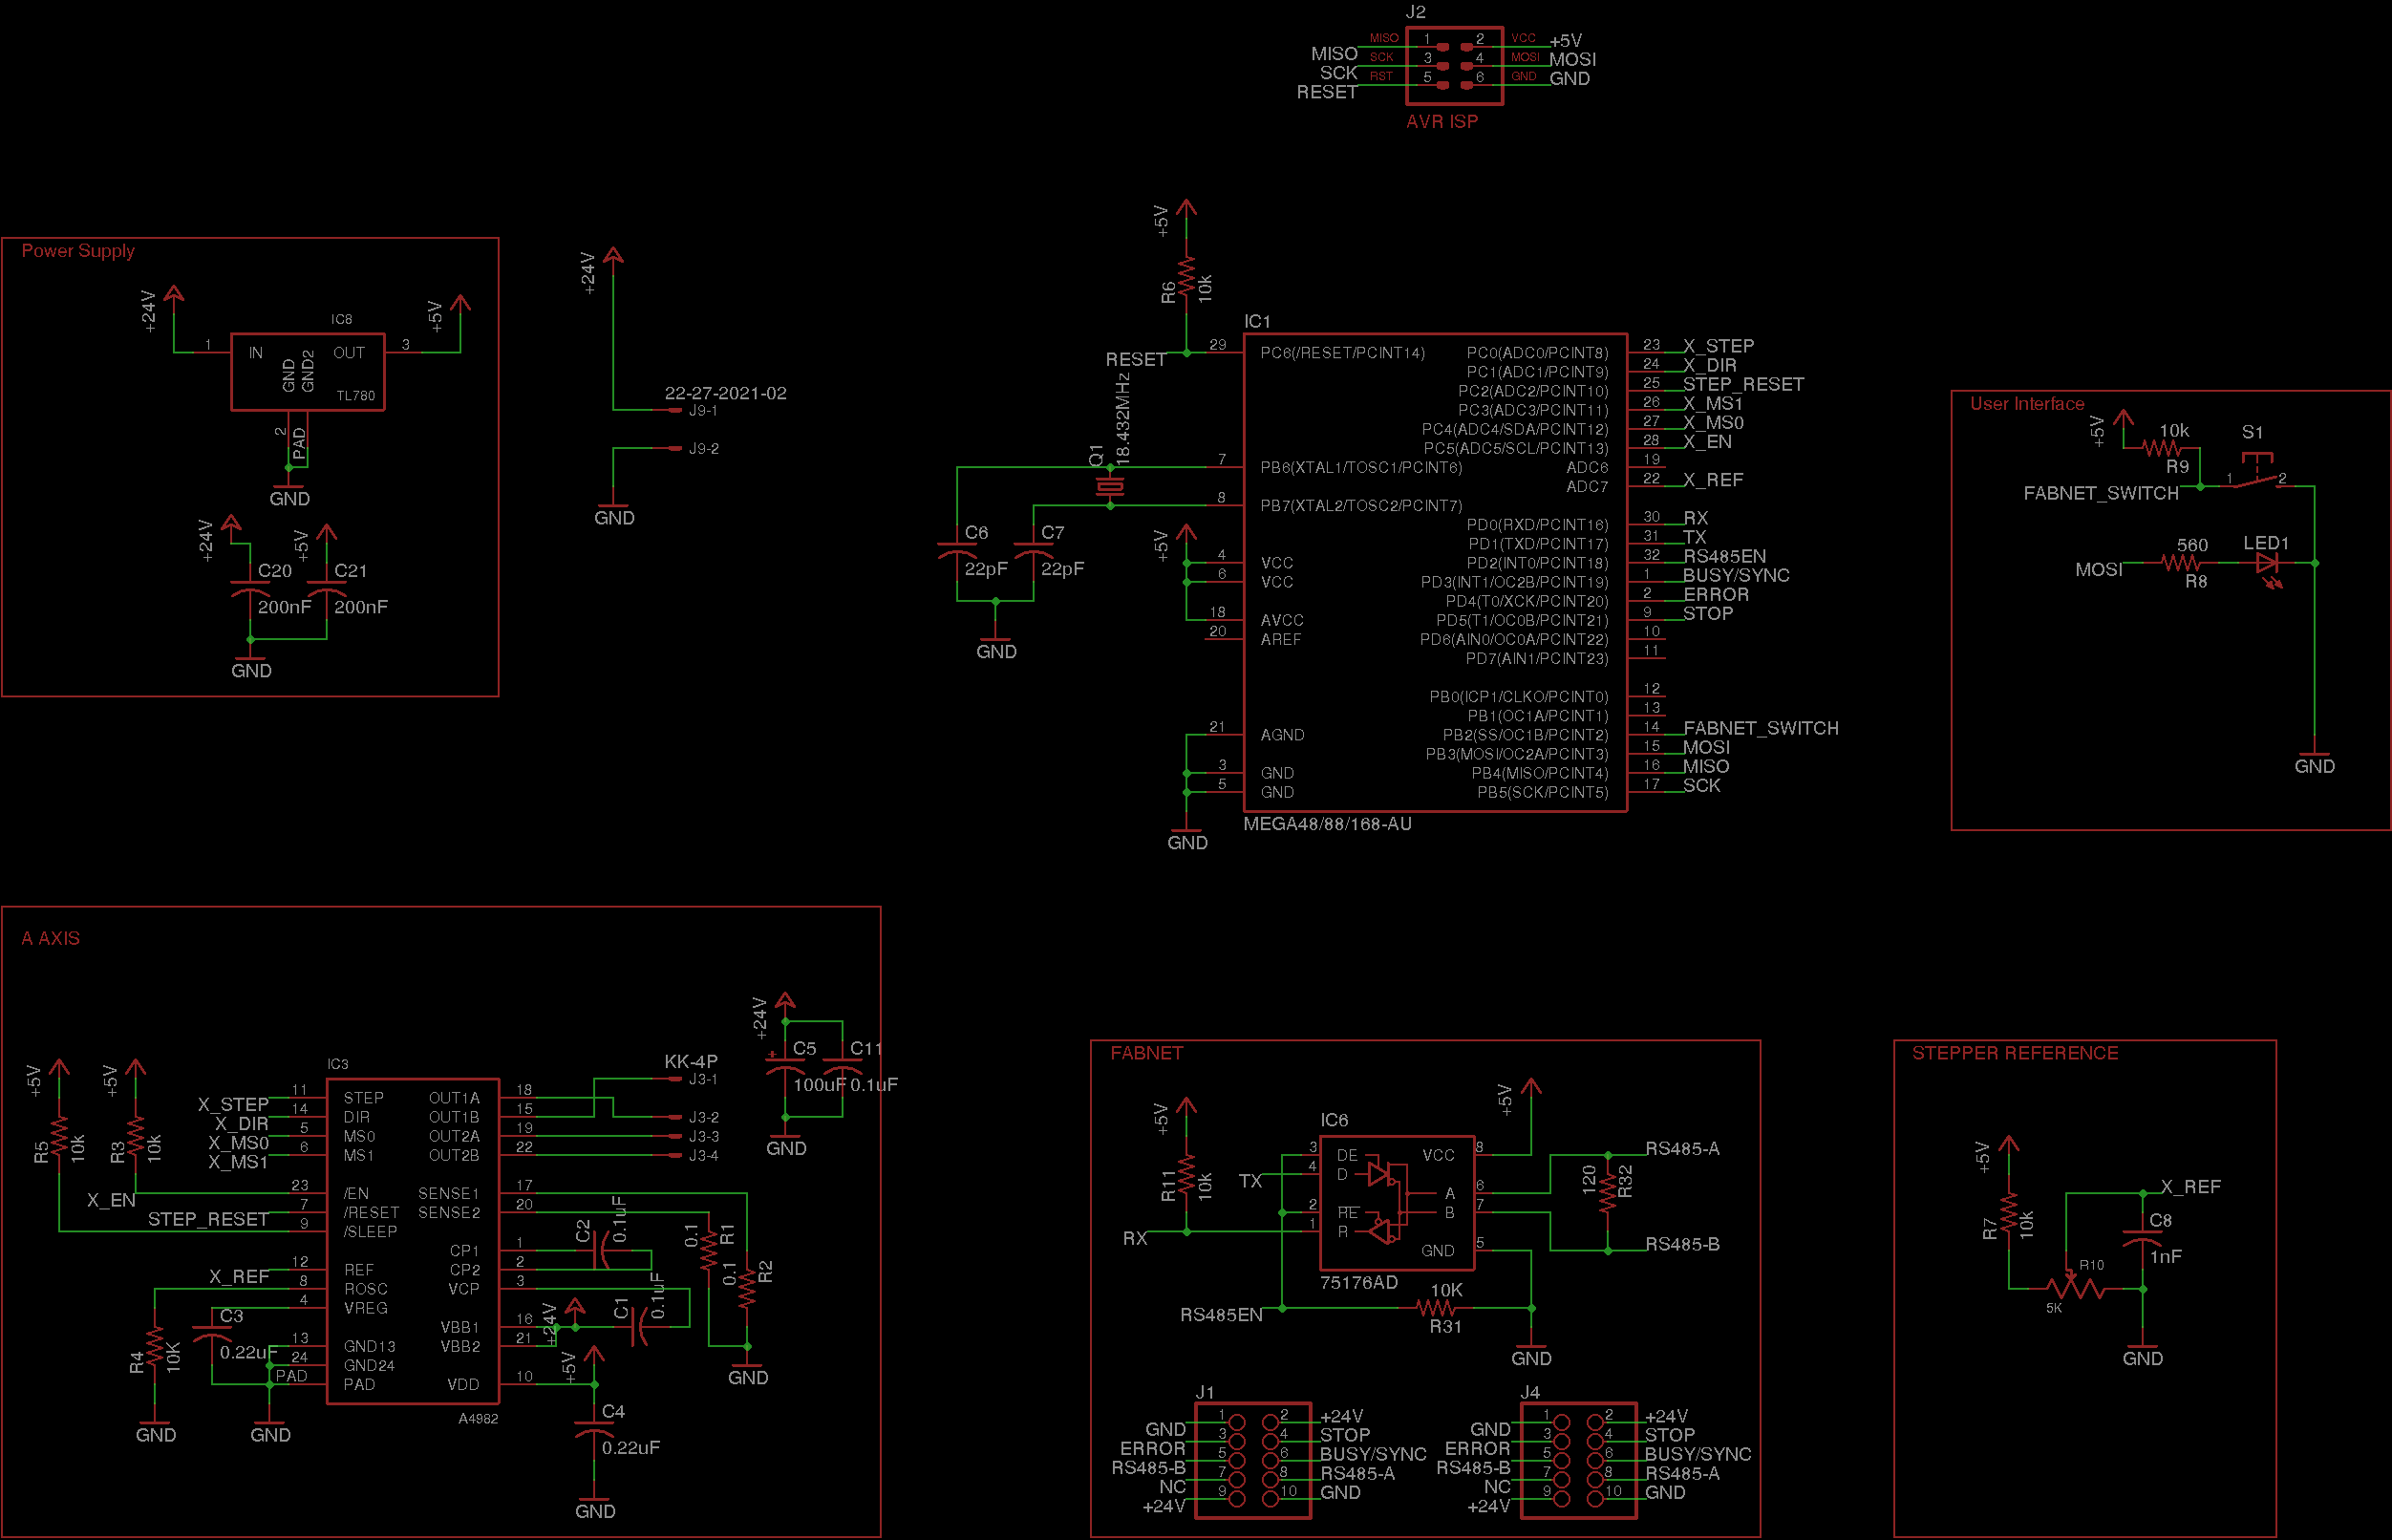 J2
MISO 1 2 VCC +5V
MISO SCK 3 4 MOSI MOSI
SCK RST 5 6 GND GND
RESET
AVR ISP
Power Supply
+24V
+5V
IC8
1 IN GND GND2 OUT 3
TL780
2 PAD
GND
+24V +5V
C20 C21
200nF 200nF
GND
+24V
22-27-2021-02
J9-1
J9-2
GND
+5V
R6 10k
IC1
RESET 29 PC6(/RESET/PCINT14)
Q1 18.432MHz
7 PB6(XTAL1/TOSC1/PCINT6)
8 PB7(XTAL2/TOSC2/PCINT7)
C6 C7
22pF 22pF
GND
+5V
4 VCC
6 VCC
18 AVCC
20 AREF
21 AGND
3 GND
5 GND
GND
PC0(ADC0/PCINT8) 23 X_STEP
PC1(ADC1/PCINT9) 24 X_DIR
PC2(ADC2/PCINT10) 25 STEP_RESET
PC3(ADC3/PCINT11) 26 X_MS1
PC4(ADC4/SDA/PCINT12) 27 X_MS0
PC5(ADC5/SCL/PCINT13) 28 X_EN
ADC6 19
ADC7 22 X_REF
PD0(RXD/PCINT16) 30 RX
PD1(TXD/PCINT17) 31 TX
PD2(INT0/PCINT18) 32 RS485EN
PD3(INT1/OC2B/PCINT19) 1 BUSY/SYNC
PD4(T0/XCK/PCINT20) 2 ERROR
PD5(T1/OC0B/PCINT21) 9 STOP
PD6(AIN0/OC0A/PCINT22) 10
PD7(AIN1/PCINT23) 11
PB0(ICP1/CLKO/PCINT0) 12
PB1(OC1A/PCINT1) 13
PB2(SS/OC1B/PCINT2) 14 FABNET_SWITCH
PB3(MOSI/OC2A/PCINT3) 15 MOSI
PB4(MISO/PCINT4) 16 MISO
PB5(SCK/PCINT5) 17 SCK
MEGA48/88/168-AU
User Interface
+5V
10k
R9
S1
FABNET_SWITCH 1 2
560 LED1
MOSI
R8
GND
A AXIS
+5V +5V
R5 10k R3 10k
IC3
X_STEP 11 STEP
X_DIR 14 DIR
X_MS0 5 MS0
X_MS1 6 MS1
X_EN 23 /EN
STEP_RESET 7 /RESET
9 /SLEEP
X_REF 12 REF
8 ROSC
4 VREG
C3
0.22uF
R4 10K
13 GND13
24 GND24
PAD PAD
GND GND
OUT1A 18
OUT1B 15
OUT2A 19
OUT2B 22
SENSE1 17
SENSE2 20
CP1 1
CP2 2
VCP 3
VBB1 16
VBB2 21
VDD 10
A4982
KK-4P
J3-1
J3-2
J3-3
J3-4
+24V
C5 C11
100uF 0.1uF
GND
C2 0.1uF
C1 0.1uF
0.1 R1
0.1 R2
GND
+24V
+5V
C4
0.22uF
GND
FABNET
+5V
R11 10k
+5V
IC6
3 DE VCC 8
TX 4 D A 6
2 RE B 7
RX 1 R GND 5
75176AD
120 R32
RS485-A
RS485-B
RS485EN
10K
R31
GND
J1
GND 1 2 +24V
ERROR 3 4 STOP
RS485-B 5 6 BUSY/SYNC
NC 7 8 RS485-A
+24V 9 10 GND
J4
GND 1 2 +24V
ERROR 3 4 STOP
RS485-B 5 6 BUSY/SYNC
NC 7 8 RS485-A
+24V 9 10 GND
STEPPER REFERENCE
+5V
R7 10k
X_REF
C8
1nF
R10
5K
GND